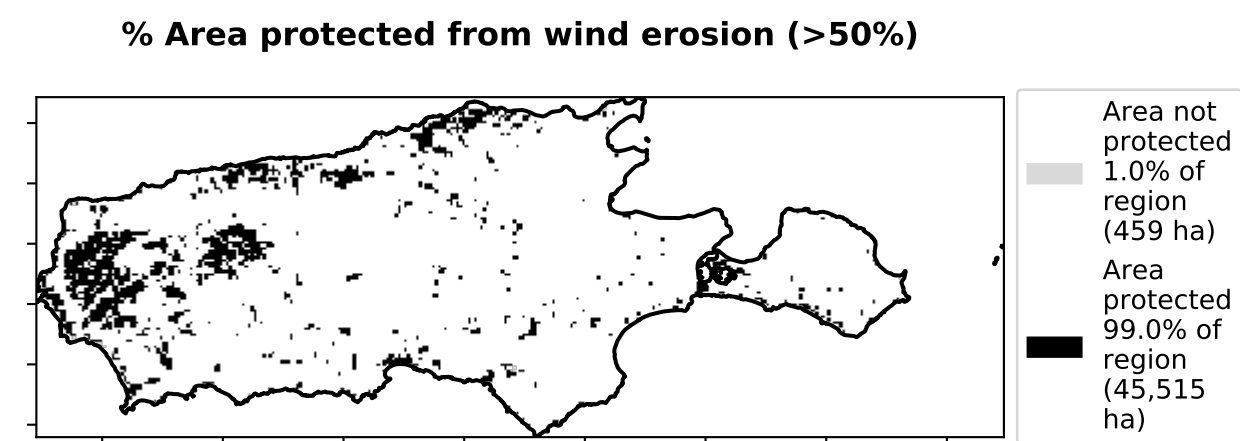 % Area protected from wind erosion (>50%)
Area not
protected
1.0% of
region
(459 ha)
Area
protected
99.0% of
region
(45,515
ha)